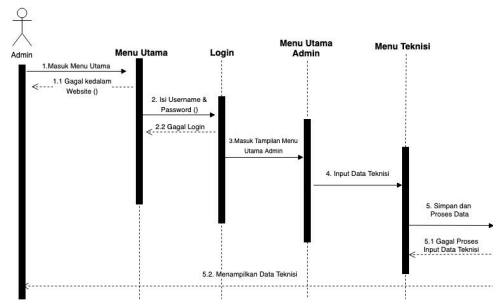 Admin
Menu Utama
Login
Menu Utama
Admin
Menu Teknisi
1.Masuk Menu Utama
1.1 Gagal kedalam
Website ()
2. Isi Username &
Password ()
2.2 Gagal Login
3.Masuk Tampilan Menu
Utama Admin
4. Input Data Teknisi
5. Simpan dan
Proses Data
5.1 Gagal Proses
Input Data Teknisi
5.2. Menampilkan Data Teknisi